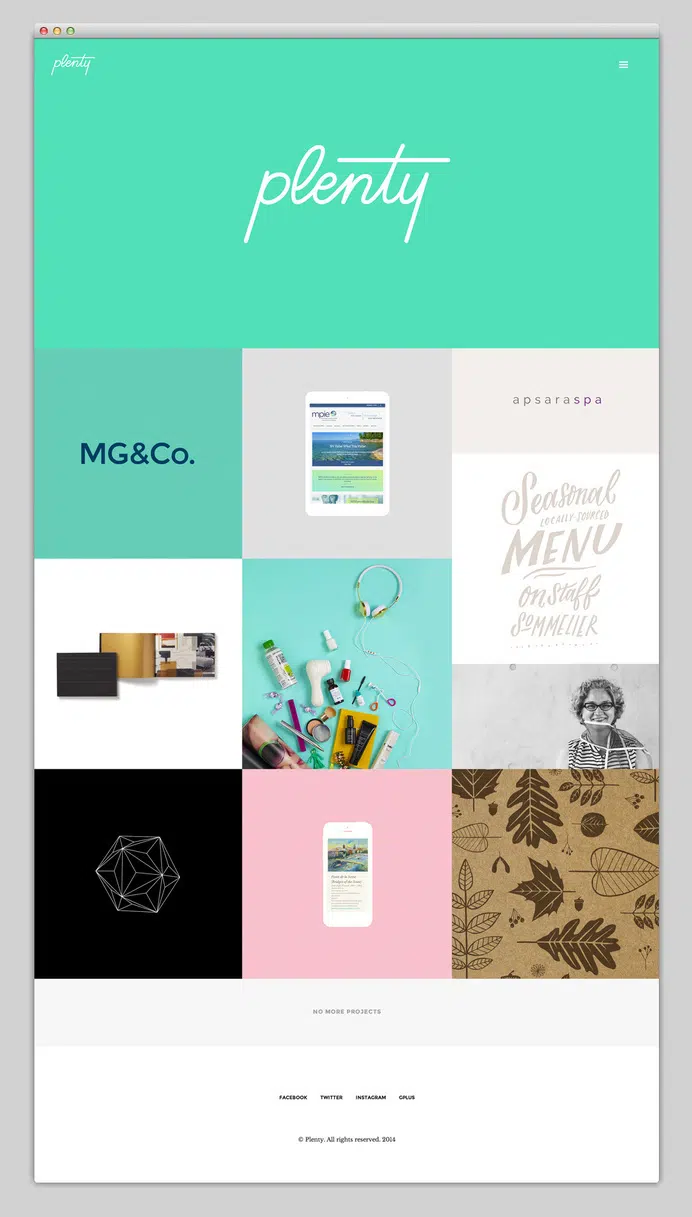 plenty
plenty
MG&Co.
mpie
apsaraspa
Seasonal
LOCALLY-SOURCED
MENU
on staff
SOMMELIER
NO MORE PROJECTS
FACEBOOK TWITTER INSTAGRAM GPLUS
© Plenty. All rights reserved. 2014